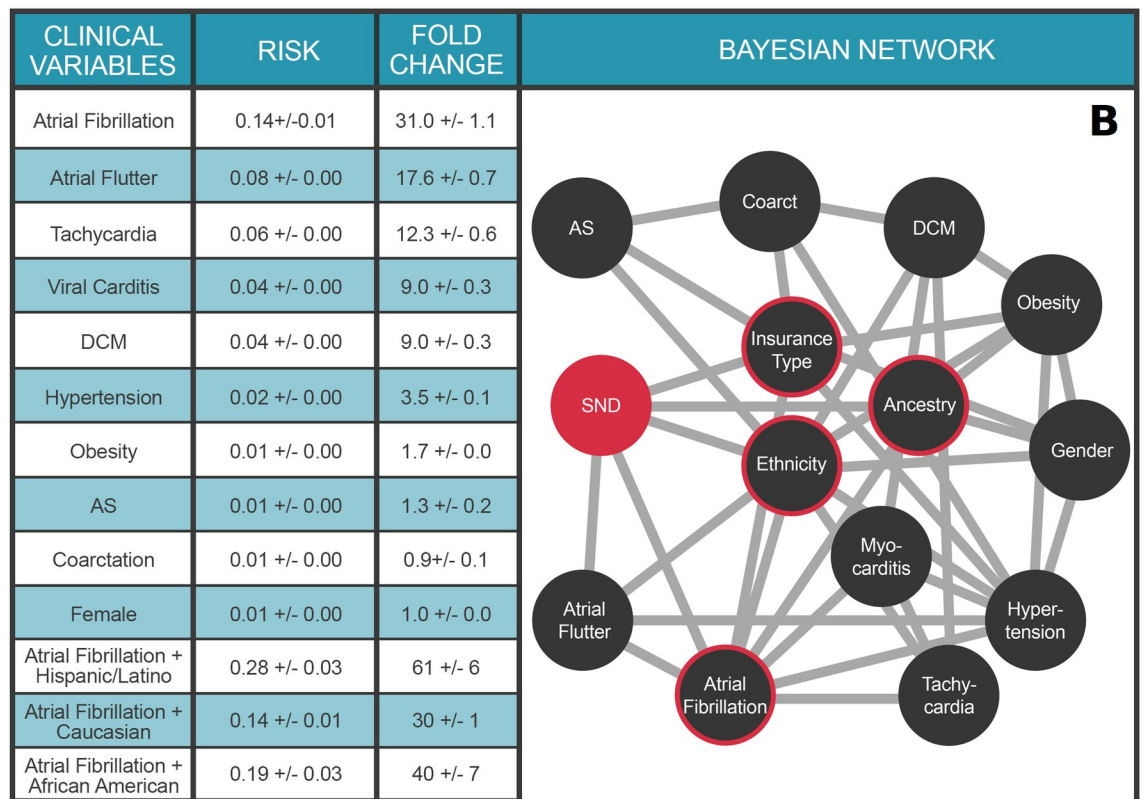 CLINICAL
VARIABLES
RISK
FOLD
CHANGE
BAYESIAN NETWORK
Atrial Fibrillation
0.14+/-0.01
31.0 +/- 1.1
Atrial Flutter
0.08 +/- 0.00
17.6 +/- 0.7
Tachycardia
0.06 +/- 0.00
12.3 +/- 0.6
Viral Carditis
0.04 +/- 0.00
9.0 +/- 0.3
DCM
0.04 +/- 0.00
9.0 +/- 0.3
Hypertension
0.02 +/- 0.00
3.5 +/- 0.1
Obesity
0.01 +/- 0.00
1.7 +/- 0.0
AS
0.01 +/- 0.00
1.3 +/- 0.2
Coarctation
0.01 +/- 0.00
0.9+/- 0.1
Female
0.01 +/- 0.00
1.0 +/- 0.0
Atrial Fibrillation +
Hispanic/Latino
0.28 +/- 0.03
61 +/- 6
Atrial Fibrillation +
Caucasian
0.14 +/- 0.01
30 +/- 1
Atrial Fibrillation +
African American
0.19 +/- 0.03
40 +/- 7
B
AS
Coarct
DCM
Obesity
Insurance
Type
SND
Ancestry
Ethnicity
Gender
Myo-
carditis
Atrial
Flutter
Hyper-
tension
Atrial
Fibrillation
Tachy-
cardia